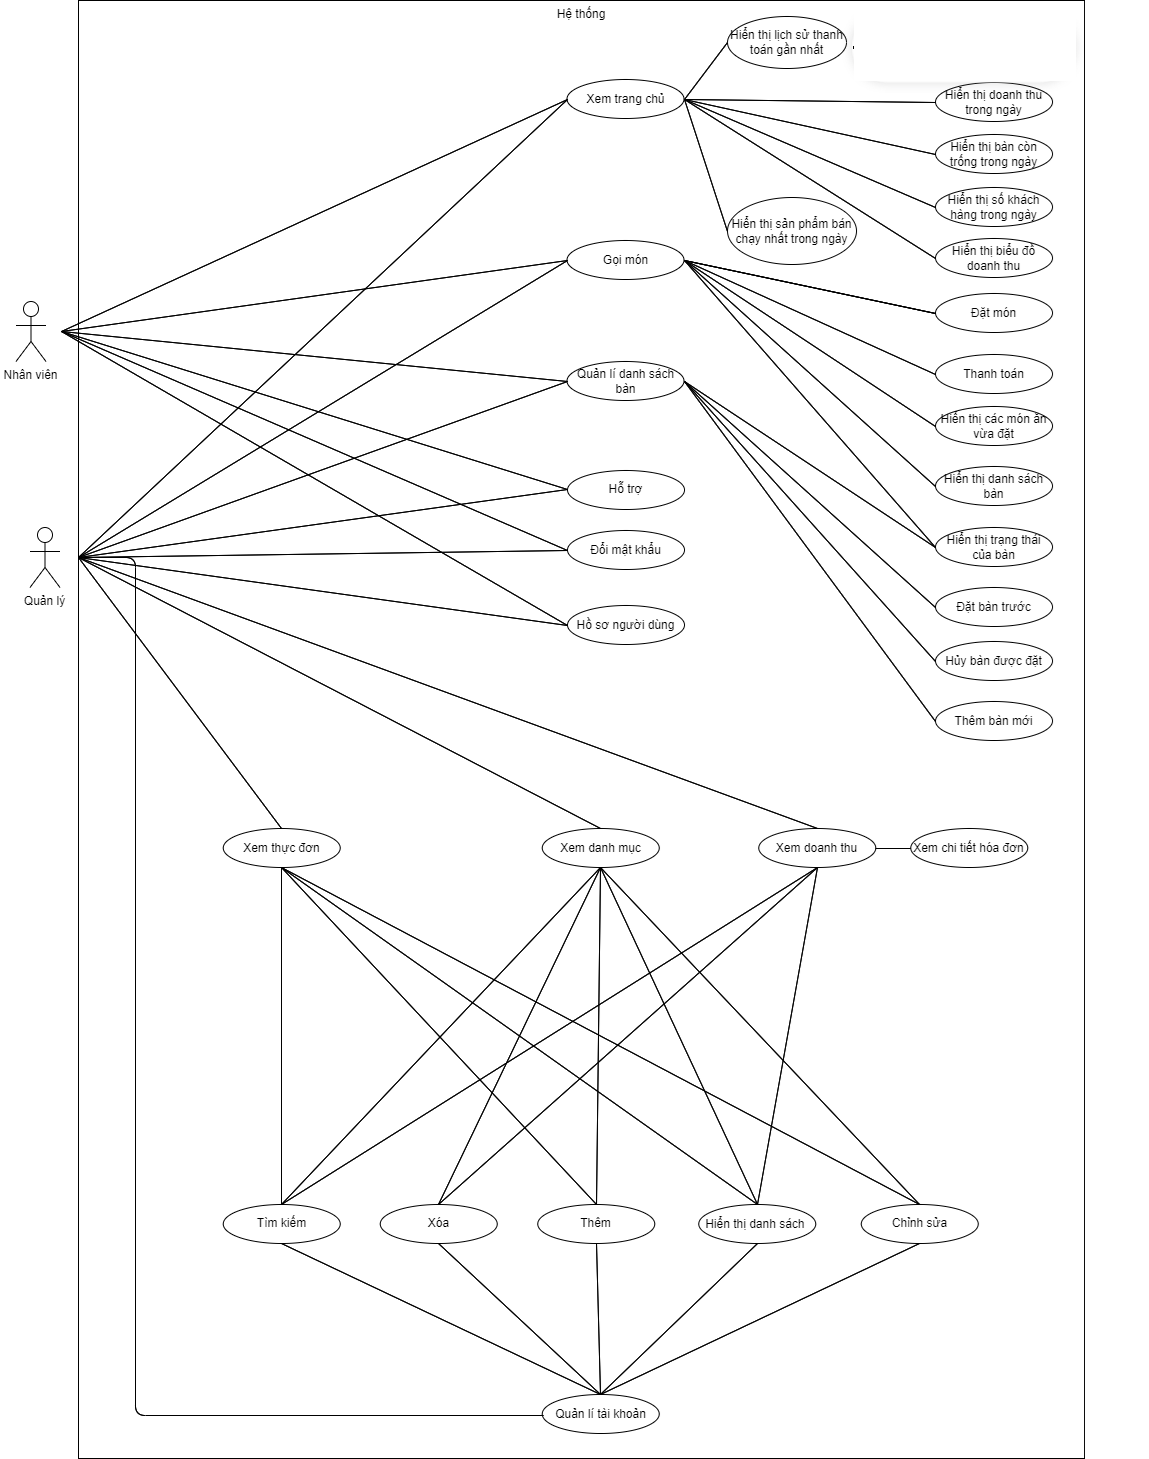 Hệ thống
Hiển thị lịch sử thanh
toán gần nhất
Xem trang chủ
Hiển thị doanh thu
trong ngày
Hiển thị bàn còn
trống trong ngày
Hiển thị số khách
hàng trong ngày
Hiển thị sản phẩm bán
chạy nhất trong ngày
Hiển thị biểu đồ
doanh thu
Gọi món
Đặt món
Nhân viên
Quản lí danh sách
bàn
Thanh toán
Hiển thị các món ăn
vừa đặt
Hỗ trợ
Hiển thị danh sách
bàn
Đổi mật khẩu
Hiển thị trạng thái
của bàn
Quản lý
Hồ sơ người dùng
Đặt bàn trước
Hủy bàn được đặt
Thêm bàn mới
Xem thực đơn
Xem danh mục
Xem doanh thu
Xem chi tiết hóa đơn
Tìm kiếm
Xóa
Thêm
Hiển thị danh sách
Chỉnh sửa
Quản lí tài khoản